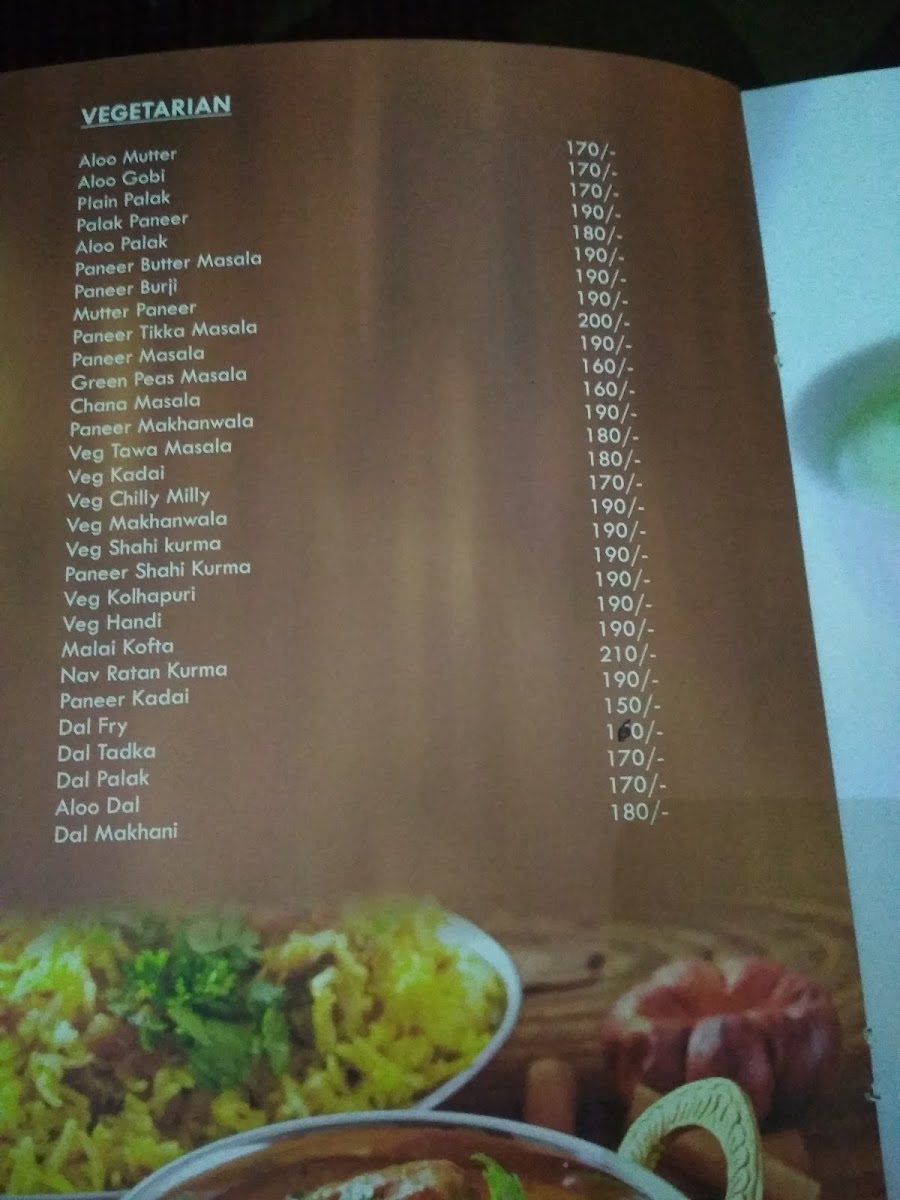 VEGETARIAN
Aloo Mutter 170/-
Aloo Gobi 170/-
Plain Palak 170/-
Palak Paneer 190/-
Aloo Palak 180/-
Paneer Butter Masala 190/-
Paneer Burji 190/-
Mutter Paneer 190/-
Paneer Tikka Masala 200/-
Paneer Masala 190/-
Green Peas Masala 160/-
Chana Masala 160/-
Paneer Makhanwala 190/-
Veg Tawa Masala 180/-
Veg Kadai 180/-
Veg Chilly Milly 170/-
Veg Makhanwala 190/-
Veg Shahi kurma 190/-
Paneer Shahi Kurma 190/-
Veg Kolhapuri 190/-
Veg Handi 190/-
Malai Kofta 190/-
Nav Ratan Kurma 210/-
Paneer Kadai 190/-
Dal Fry 150/-
Dal Tadka 160/-
Dal Palak 170/-
Aloo Dal 170/-
Dal Makhani 180/-